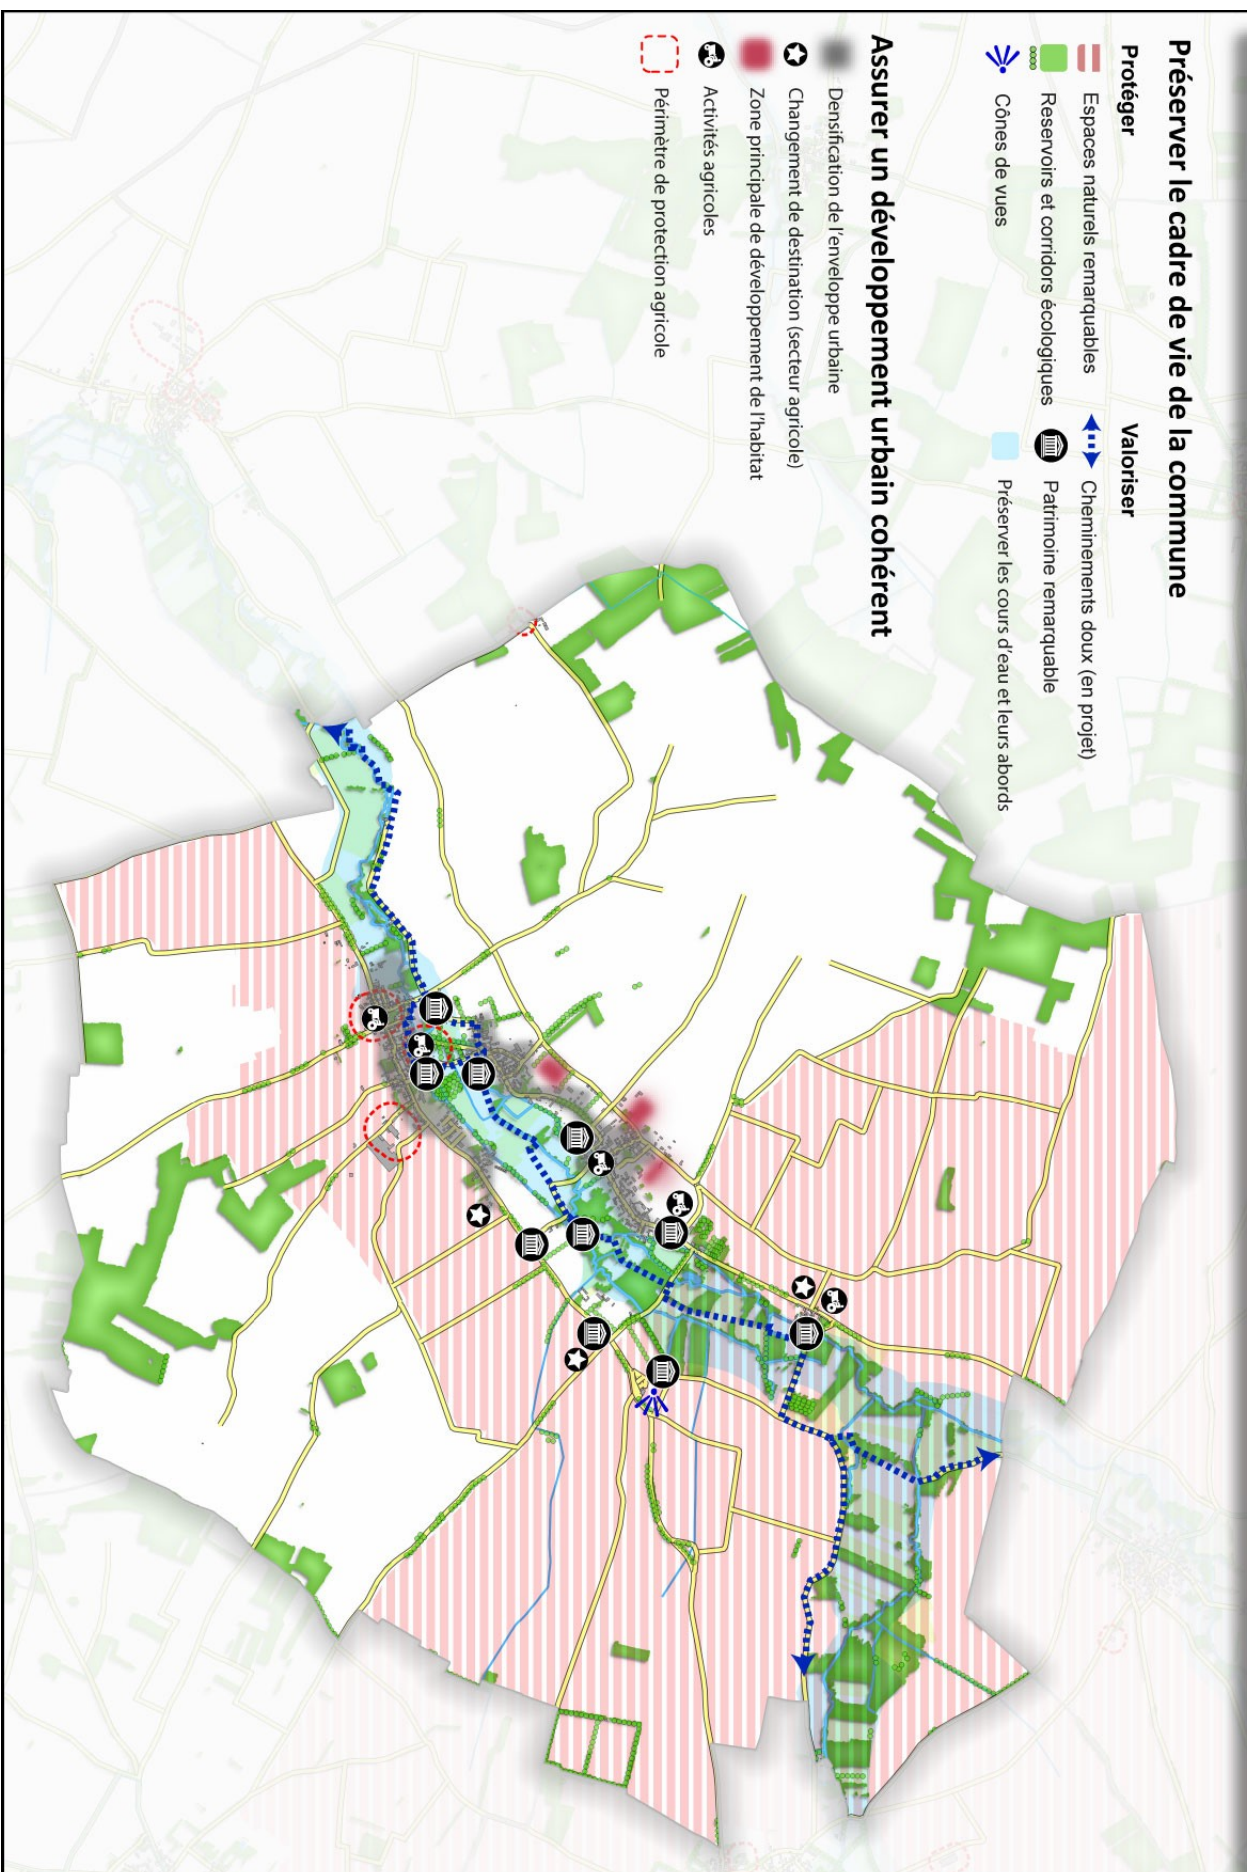 Préserver le cadre de vie de la commune
Protéger
Espaces naturels remarquables
Reservoirs et corridors écologiques
Cônes de vues
Valoriser
Cheminements doux (en projet)
Patrimoine remarquable
Préserver les cours d'eau et leurs abords
Assurer un développement urbain cohérent
Densification de l'enveloppe urbaine
Changement de destination (secteur agricole)
Zone principale de développement de l'habitat
Activités agricoles
Périmètre de protection agricole